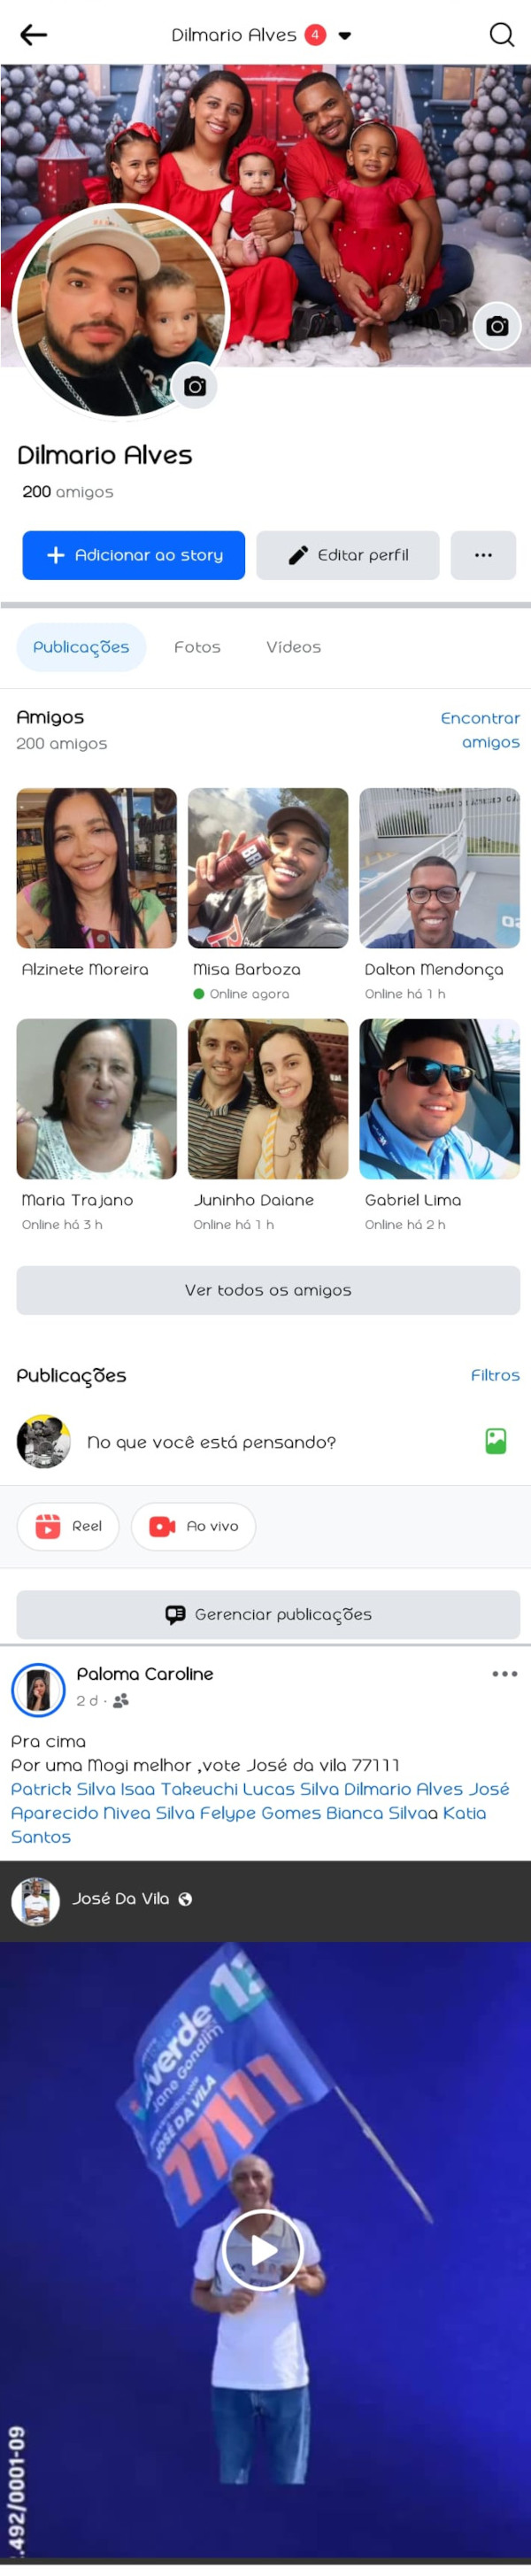 Dilmario Alves 4
Dilmario Alves
200 amigos
Adicionar ao story
Editar perfil
Publicações
Fotos
Vídeos
Amigos
200 amigos
Encontrar
amigos
Alzinete Moreira
Misa Barboza
Online agora
Dalton Mendonça
Online há 1 h
Maria Trajano
Online há 3 h
Juninho Daiane
Online há 1 h
Gabriel Lima
Online há 2 h
Ver todos os amigos
Publicações
Filtros
No que você está pensando?
Reel
Ao vivo
Gerenciar publicações
Paloma Caroline
2 d ·
Pra cima
Por uma Mogi melhor ,vote José da vila 77111
Patrick Silva Isaa Takeuchi Lucas Silva Dilmario Alves José
Aparecido Nivea Silva Felype Gomes Bianca Silvaa Katia
Santos
José Da Vila
verde
Jane Gondim
JOSÉ DA VILA
77111
.492/0001-09